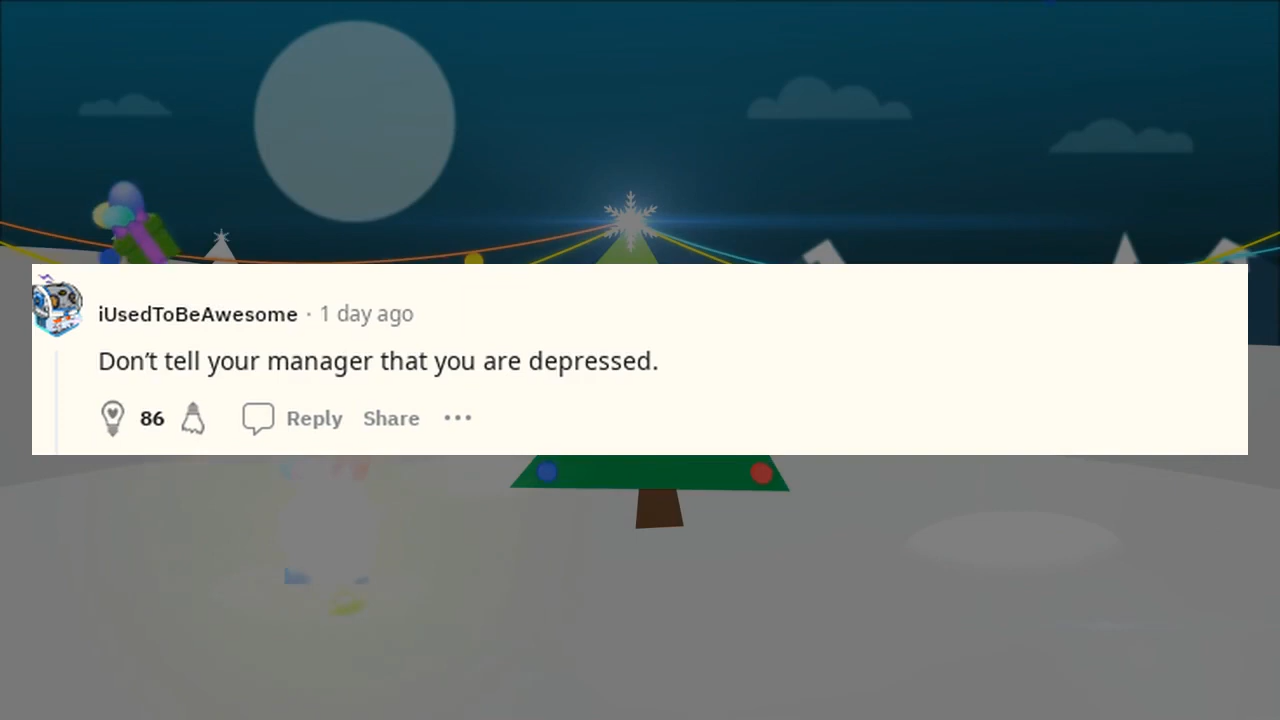 iUsedToBeAwesome · 1 day ago
Don’t tell your manager that you are depressed.
86 Reply Share ···